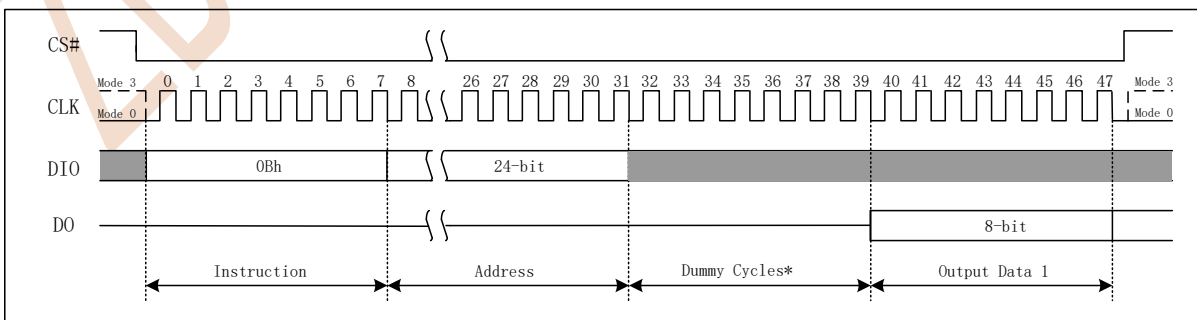 CS#
Mode 3 0 1 2 3 4 5 6 7 8 26 27 28 29 30 31 32 33 34 35 36 37 38 39 40 41 42 43 44 45 46 47 Mode 3
CLK
Mode 0 Mode 0
DIO 0Bh 24-bit
DO 8-bit
Instruction Address Dummy Cycles* Output Data 1